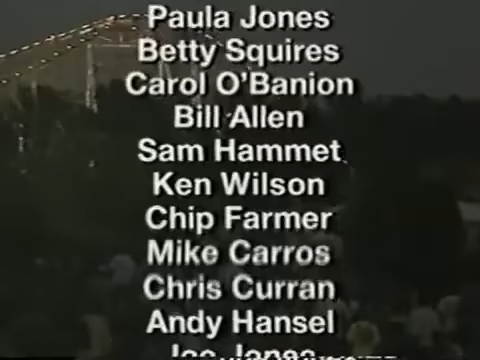 Paula Jones
Betty Squires
Carol O'Banion
Bill Allen
Sam Hammet
Ken Wilson
Chip Farmer
Mike Carros
Chris Curran
Andy Hansel